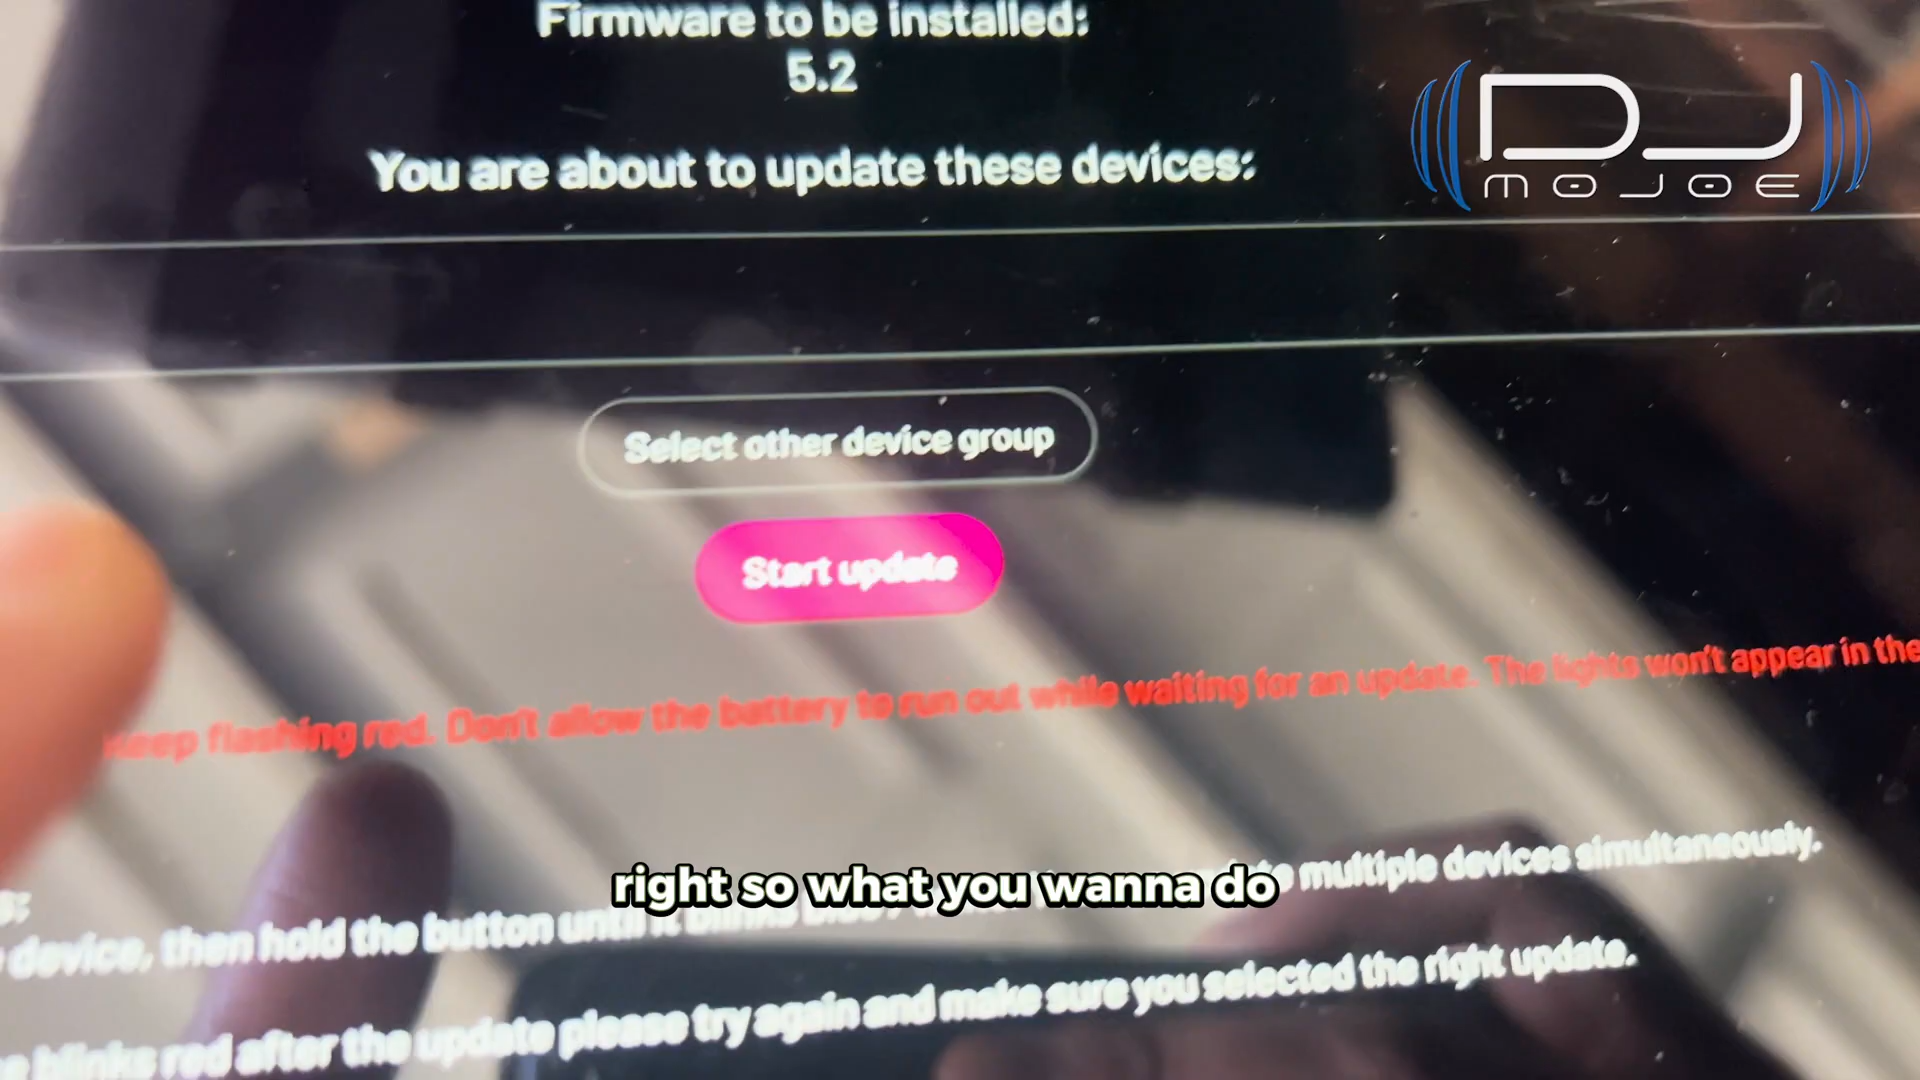 Firmware to be installed:
5.2
DJ
MOJOE
You are about to update these devices:
Select other device group
Start update
keep flashing red. Don't allow the battery to run out while waiting for an update. The lights won't appear in the
right so what you wanna do
multiple devices simultaneously.
device, then hold the button until it blinks
blinks red after the update please try again and make sure you selected the right update.